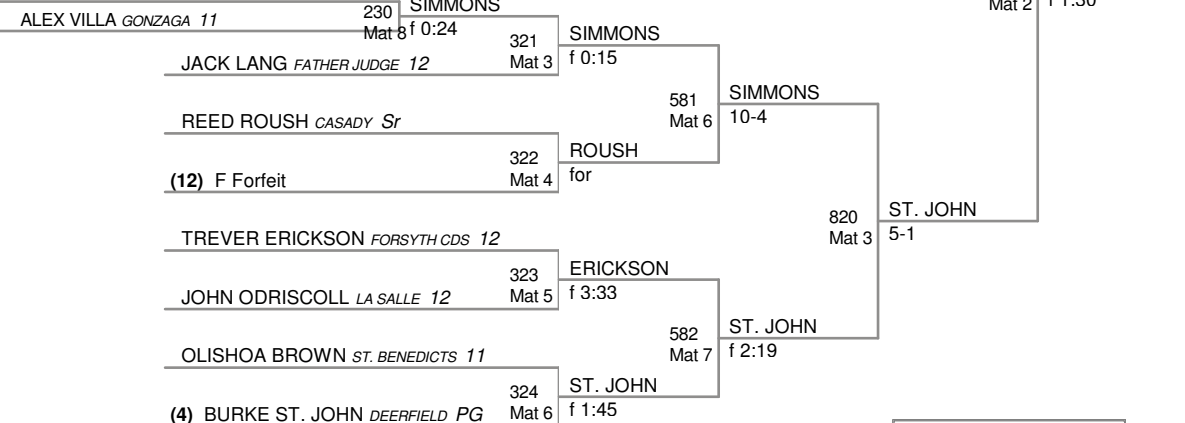 SIMMONS
Mat 2
ALEX VILLA GONZAGA 11
230
Mat 8
f 0:24
321
Mat 3
SIMMONS
f 0:15
JACK LANG FATHER JUDGE 12
581
Mat 6
SIMMONS
10-4
REED ROUSH CASADY Sr
322
Mat 4
ROUSH
for
(12) F Forfeit
820
Mat 3
ST. JOHN
5-1
TREVER ERICKSON FORSYTH CDS 12
323
Mat 5
ERICKSON
f 3:33
JOHN ODRISCOLL LA SALLE 12
582
Mat 7
ST. JOHN
f 2:19
OLISHOA BROWN ST. BENEDICTS 11
324
Mat 6
ST. JOHN
f 1:45
(4) BURKE ST. JOHN DEERFIELD PG